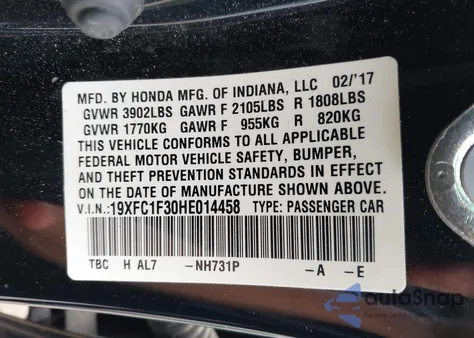 MFD. BY HONDA MFG. OF INDIANA, LLC 02/'17
GVWR 3902LBS GAWR F 2105LBS R 1808LBS
GVWR 1770KG GAWR F 955KG R 820KG
THIS VEHICLE CONFORMS TO ALL APPLICABLE
FEDERAL MOTOR VEHICLE SAFETY, BUMPER,
AND THEFT PREVENTION STANDARDS IN EFFECT
ON THE DATE OF MANUFACTURE SHOWN ABOVE.
V.I.N.:19XFC1F30HE014458 TYPE: PASSENGER CAR
TBC H AL7 -NH731P -A -E
autoSnap